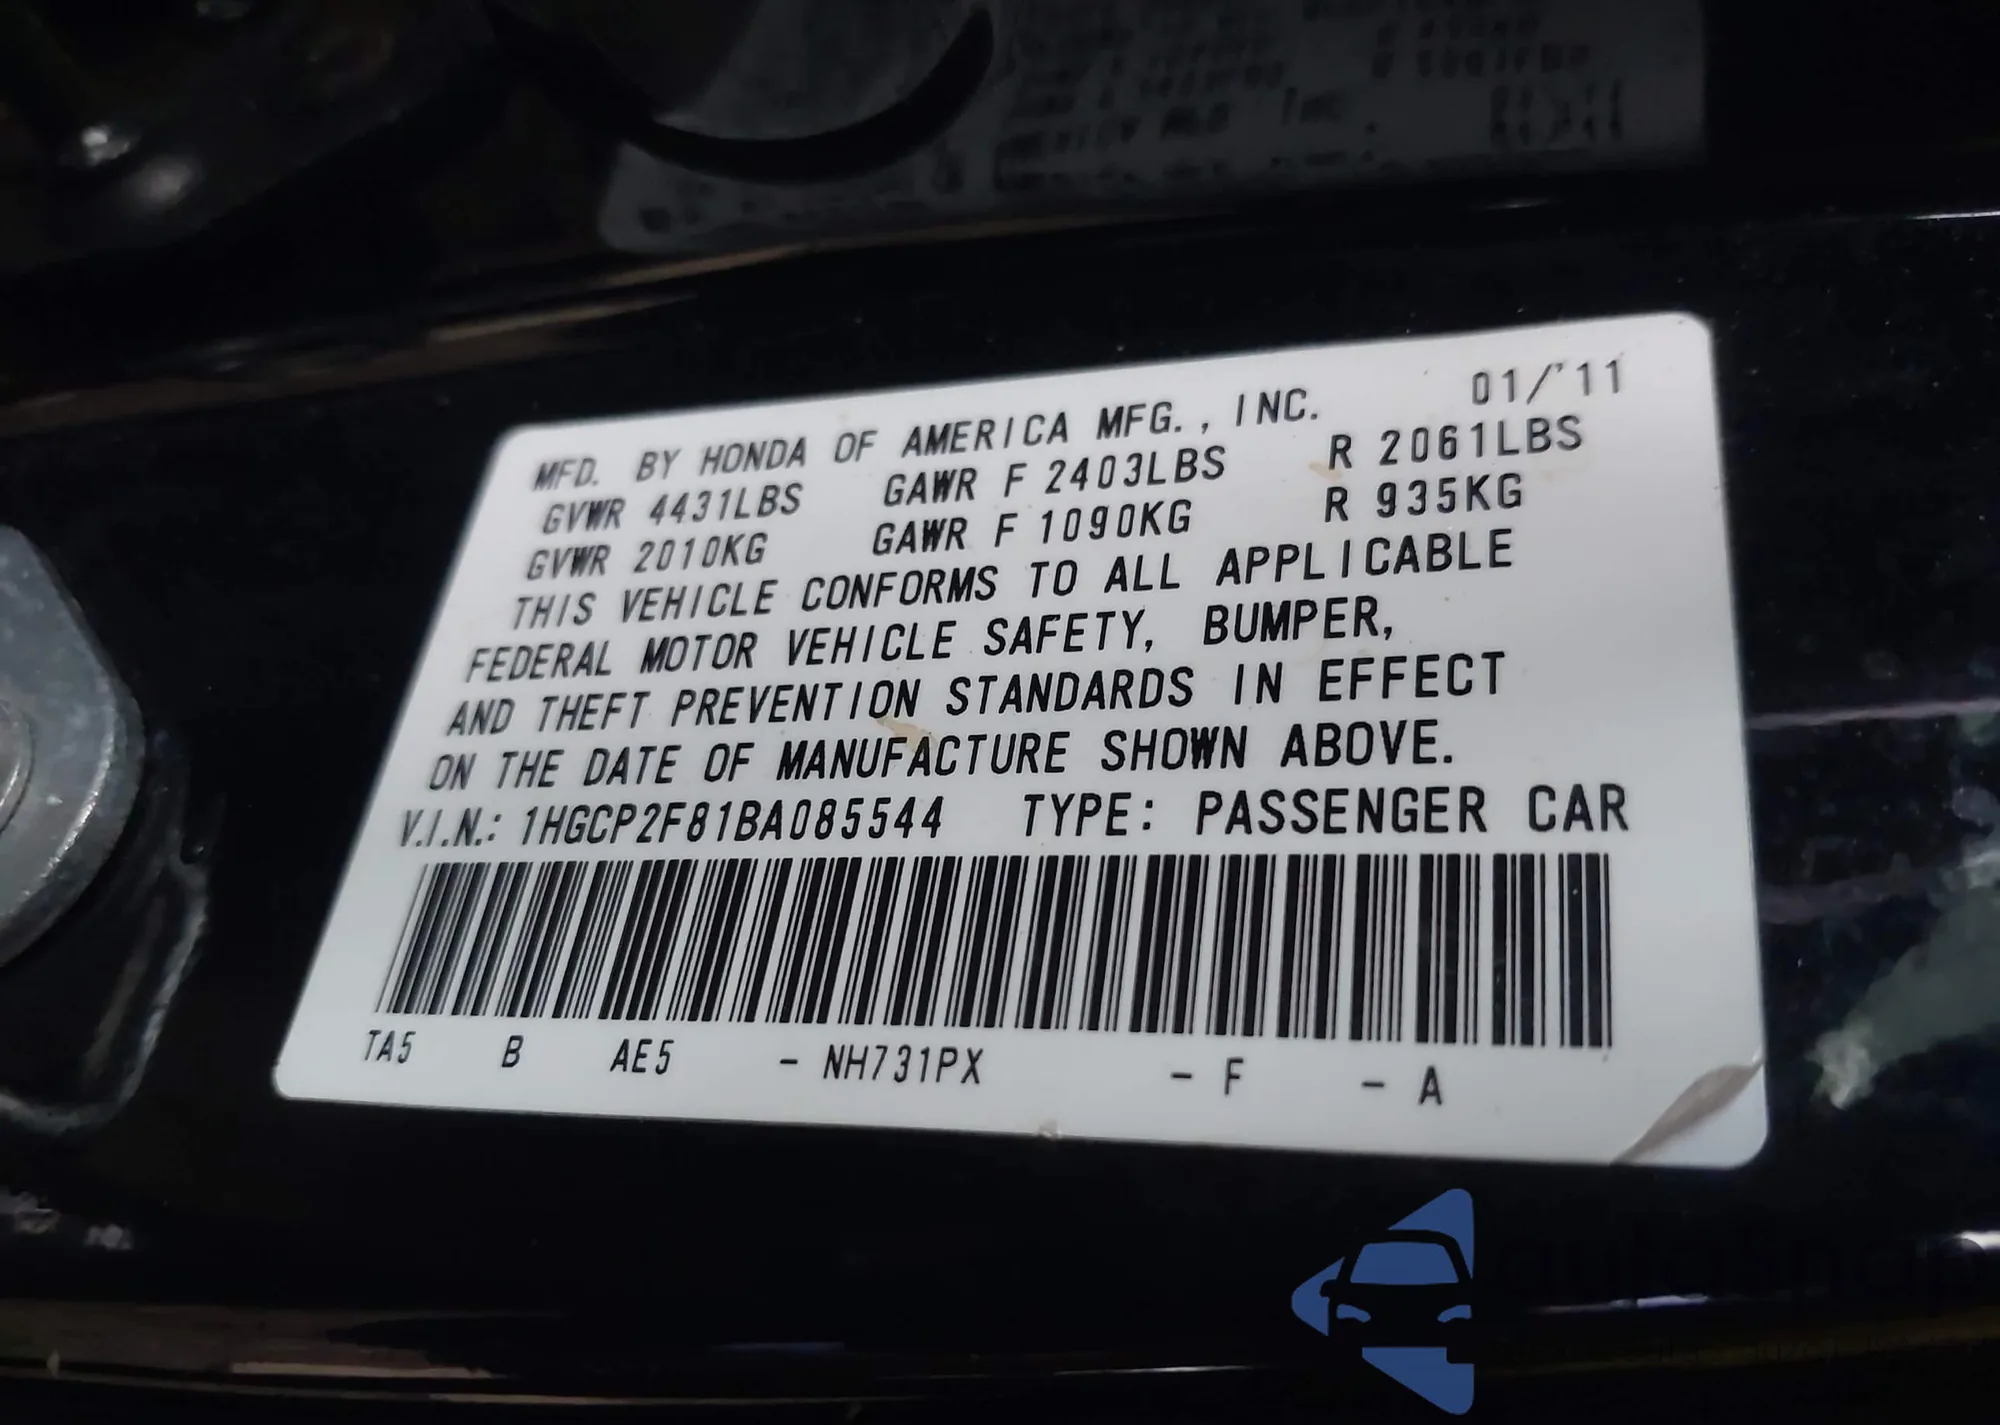 MFD. BY HONDA OF AMERICA MFG., INC. 01/'11
GVWR 4431LBS GAWR F 2403LBS R 2061LBS
GVWR 2010KG GAWR F 1090KG R 935KG
THIS VEHICLE CONFORMS TO ALL APPLICABLE
FEDERAL MOTOR VEHICLE SAFETY, BUMPER,
AND THEFT PREVENTION STANDARDS IN EFFECT
ON THE DATE OF MANUFACTURE SHOWN ABOVE.
V.I.N.: 1HGCP2F81BA085544 TYPE: PASSENGER CAR
TA5 B AE5 - NH731PX - F - A